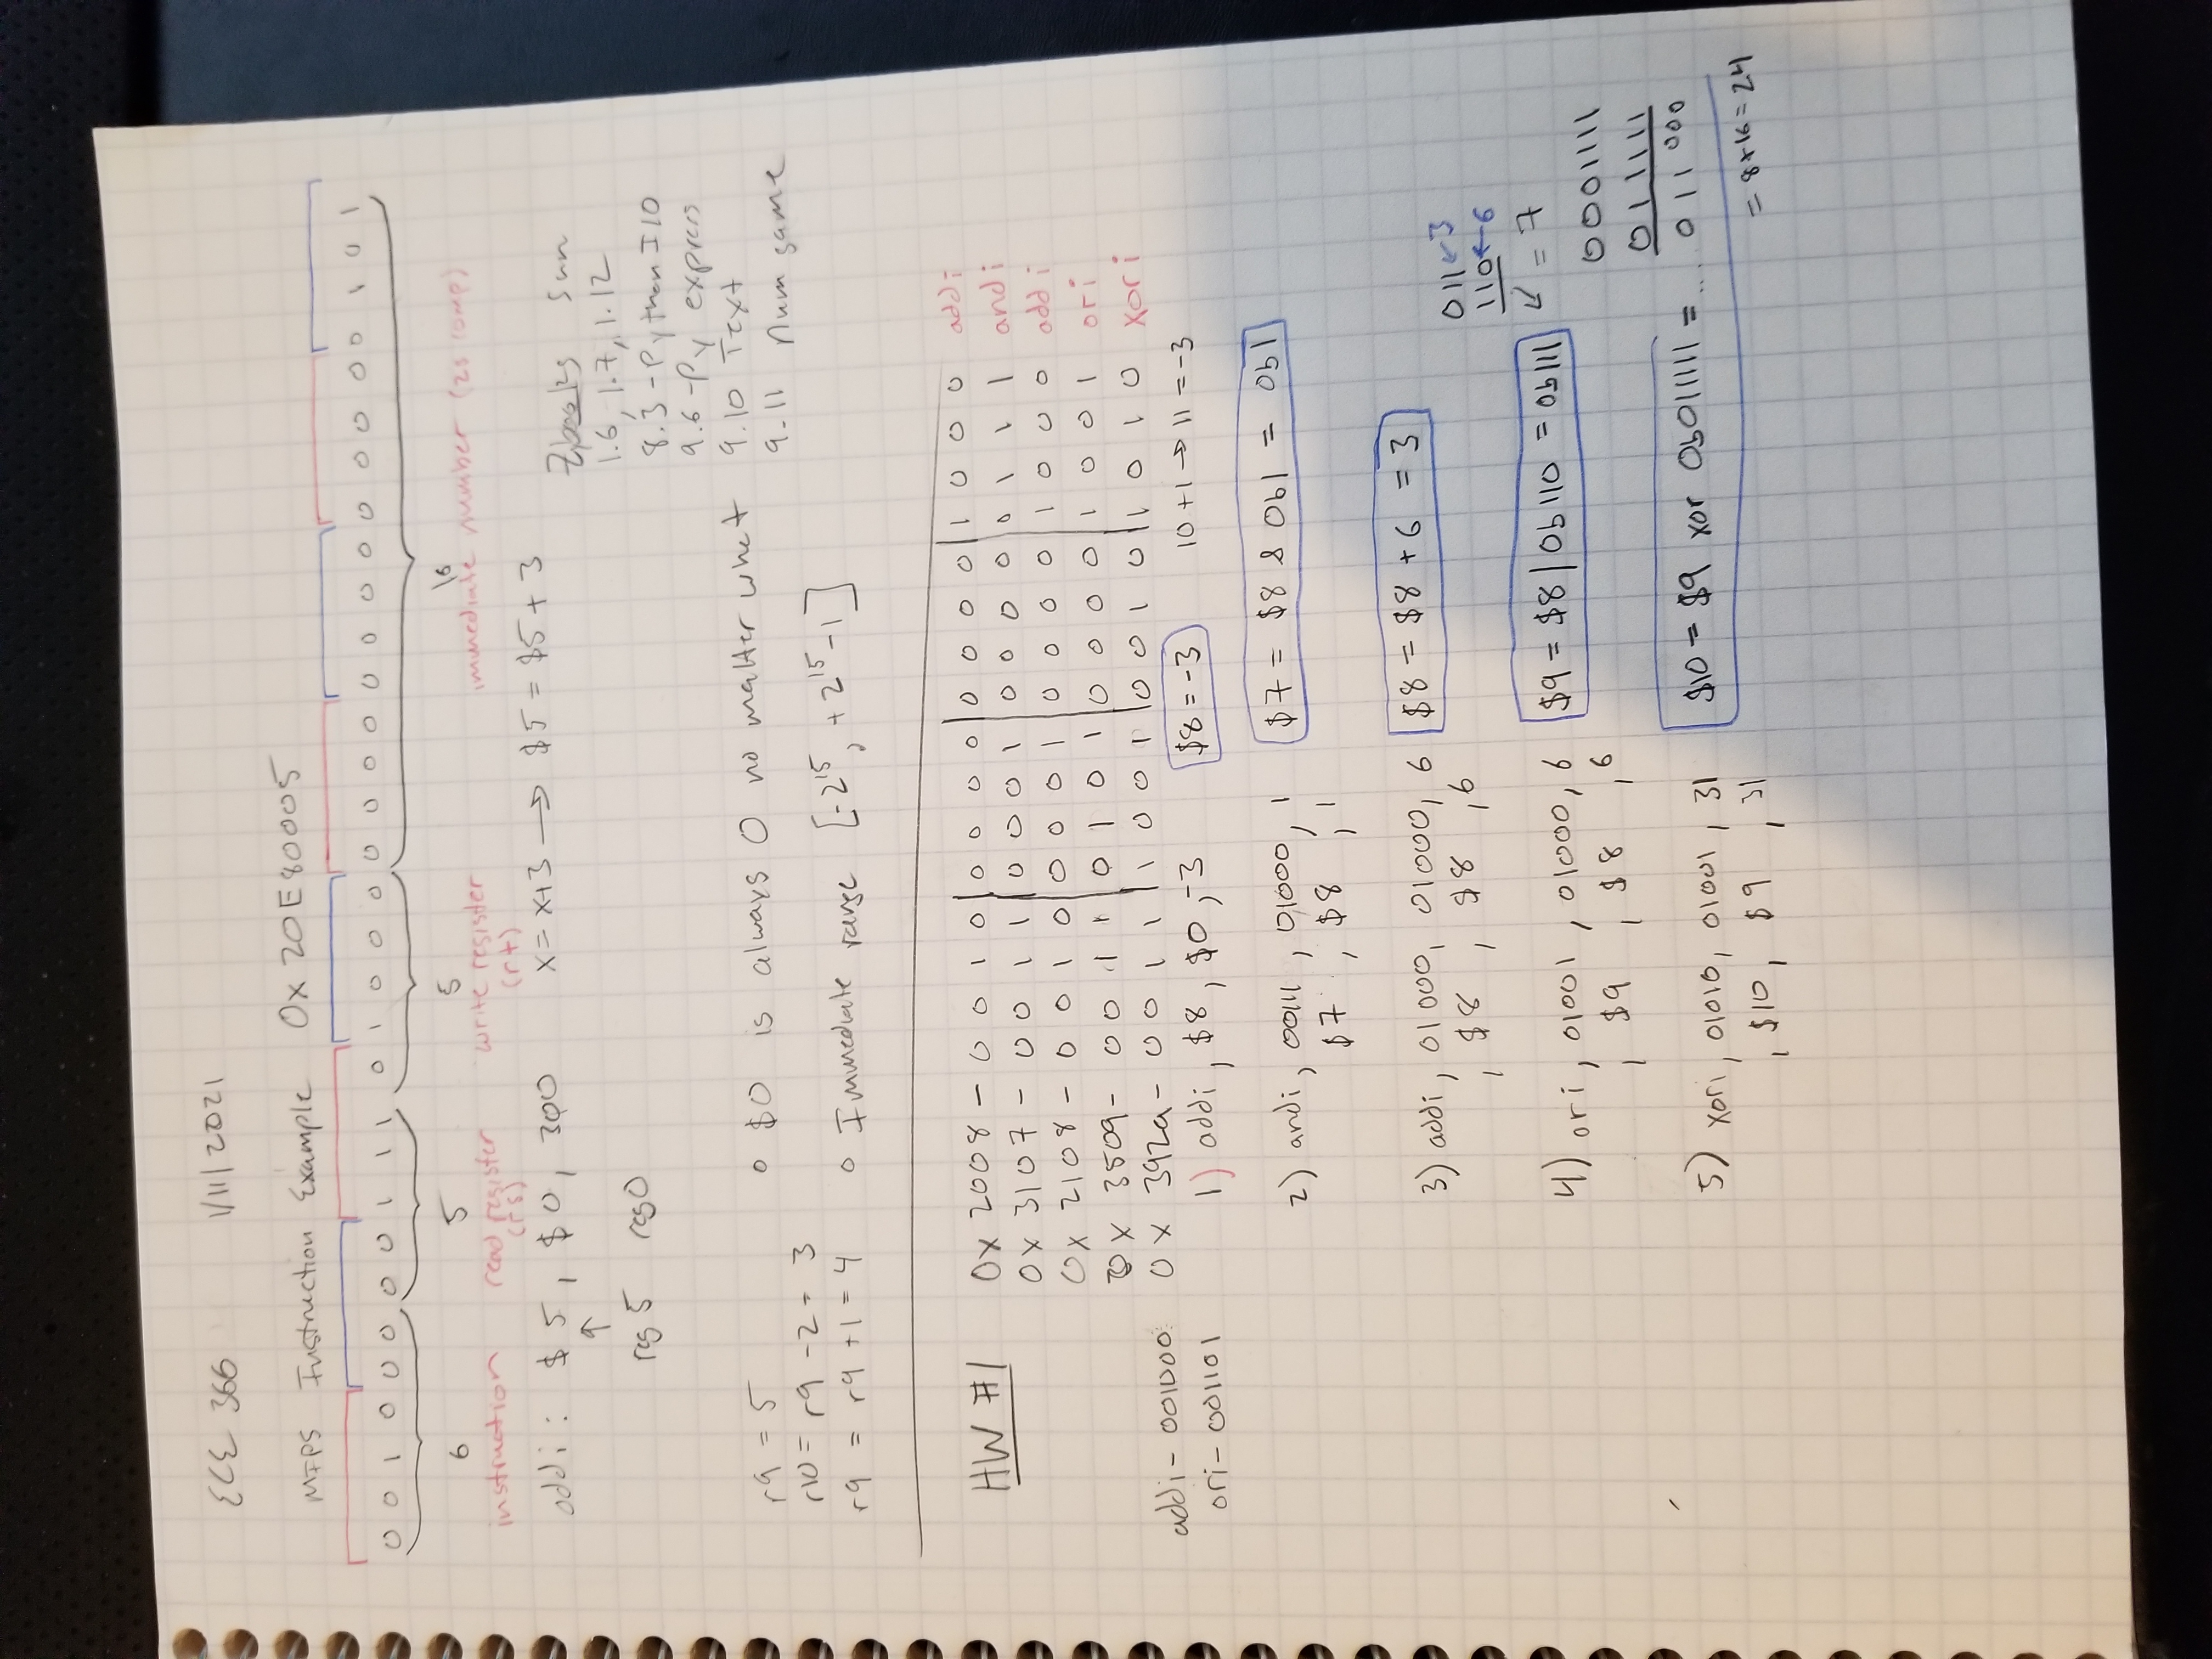 ECE 366 1/11/2021
MIPS Instruction Example 0x 20E80005
0 0 1 0 0 0 0 0 1 1 1 0 1 0 0 0 0 0 0 0 0 0 0 0 0 0 0 0 0 1 0 1
6 5 5 16
instruction read register (rs) write register (rt) immediate number (2s comp)
addi : $5, $0, 300 x = x+3 → $5 = $5 + 3
↑
reg 5 reg 0
Zybooks Sun
1.6, 1.7, 1.12
8.3 - Python I/O
9.6 - Py express
9.10 Text
9.11 Num game
r9 = 5
r10 = r9 - 2 = 3
r9 = r9 + 1 = 4
o $0 is always 0 no matter what
o Immediate range [-2^15, +2^15-1]
HW #1
0x 2008 - 0 0 1 0 | 0 0 0 0 | 0 0 0 0 | 1 0 0 0 addi
0x 3107 - 0 0 1 1 | 0 0 0 1 | 0 0 0 0 | 0 1 1 1 andi
0x 2108 - 0 0 1 0 | 0 0 0 1 | 0 0 0 0 | 1 0 0 0 addi
0x 3509 - 0 0 1 1 | 0 1 0 1 | 0 0 0 0 | 1 0 0 1 ori
0x 392a - 0 0 1 1 | 1 0 0 1 | 0 0 1 0 | 1 0 1 0 xori
addi - 001000
ori - 001101
1) addi, $8, $0, -3 $8 = -3 10 + 1 → 11 = -3
2) andi, 00111, 01000, 1 $7 = $8 & 0b1 = 0b1
$7, $8, 1
3) addi, 01000, 01000, 6 $8 = $8 + 6 = 3
, $8, $8, 6
011 ← 3
110 ← 6
↙ = 7
4) ori, 01001, 01000, 6 $9 = $8 | 0b110 = 0b111
, $9, $8, 6
0001111
011111
011000
5) xori, 01010, 01001, 31 $10 = $9 xor 0b011111 = ...
, $10, $9, 31
= 8+16 = 24